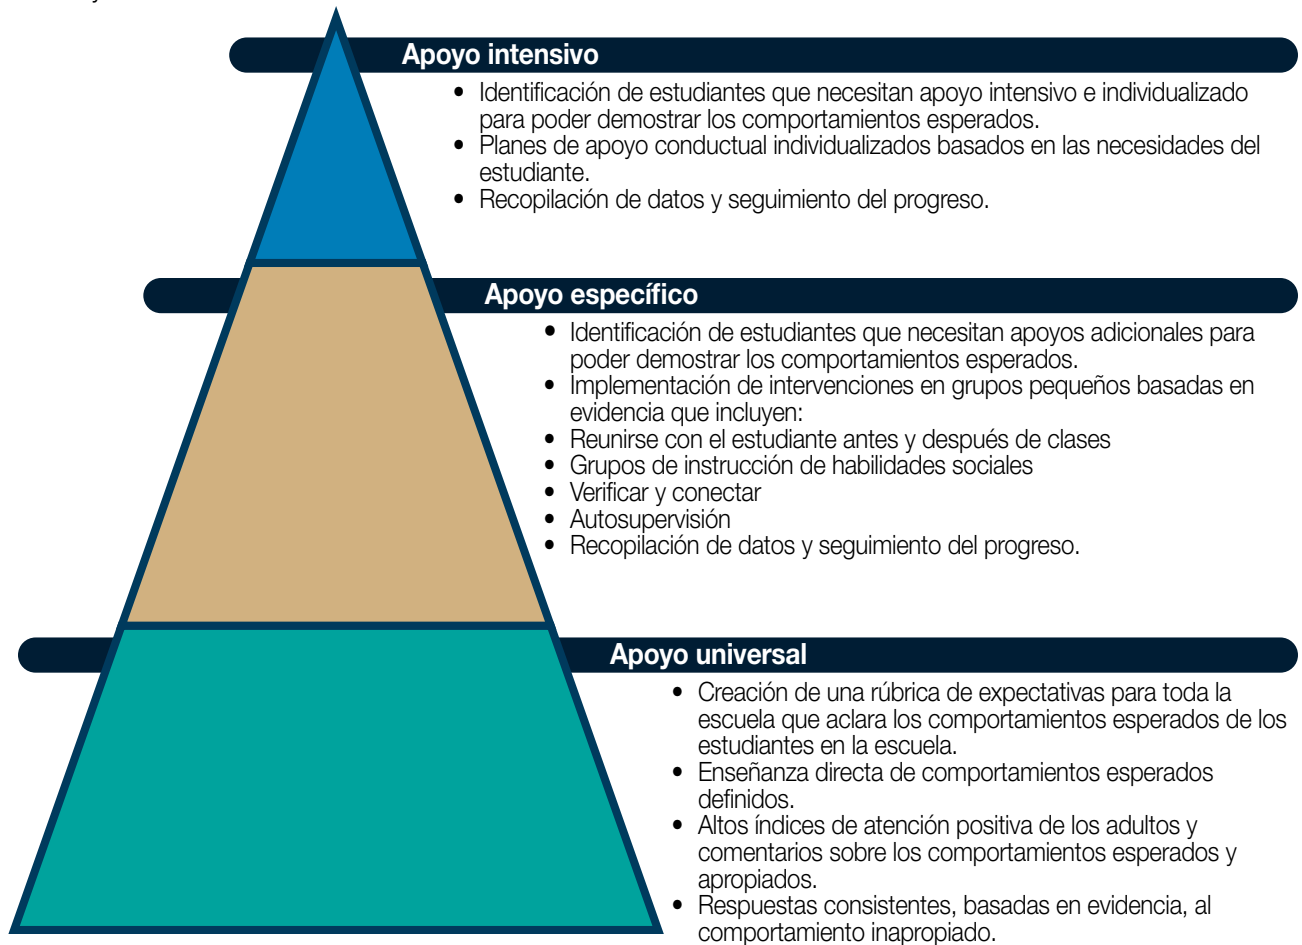 Apoyo intensivo
• Identificación de estudiantes que necesitan apoyo intensivo e individualizado
para poder demostrar los comportamientos esperados.
• Planes de apoyo conductual individualizados basados en las necesidades del
estudiante.
• Recopilación de datos y seguimiento del progreso.
Apoyo específico
• Identificación de estudiantes que necesitan apoyos adicionales para
poder demostrar los comportamientos esperados.
• Implementación de intervenciones en grupos pequeños basadas en
evidencia que incluyen:
• Reunirse con el estudiante antes y después de clases
• Grupos de instrucción de habilidades sociales
• Verificar y conectar
• Autosupervisión
• Recopilación de datos y seguimiento del progreso.
Apoyo universal
• Creación de una rúbrica de expectativas para toda la
escuela que aclara los comportamientos esperados de los
estudiantes en la escuela.
• Enseñanza directa de comportamientos esperados
definidos.
• Altos índices de atención positiva de los adultos y
comentarios sobre los comportamientos esperados y
apropiados.
• Respuestas consistentes, basadas en evidencia, al
comportamiento inapropiado.